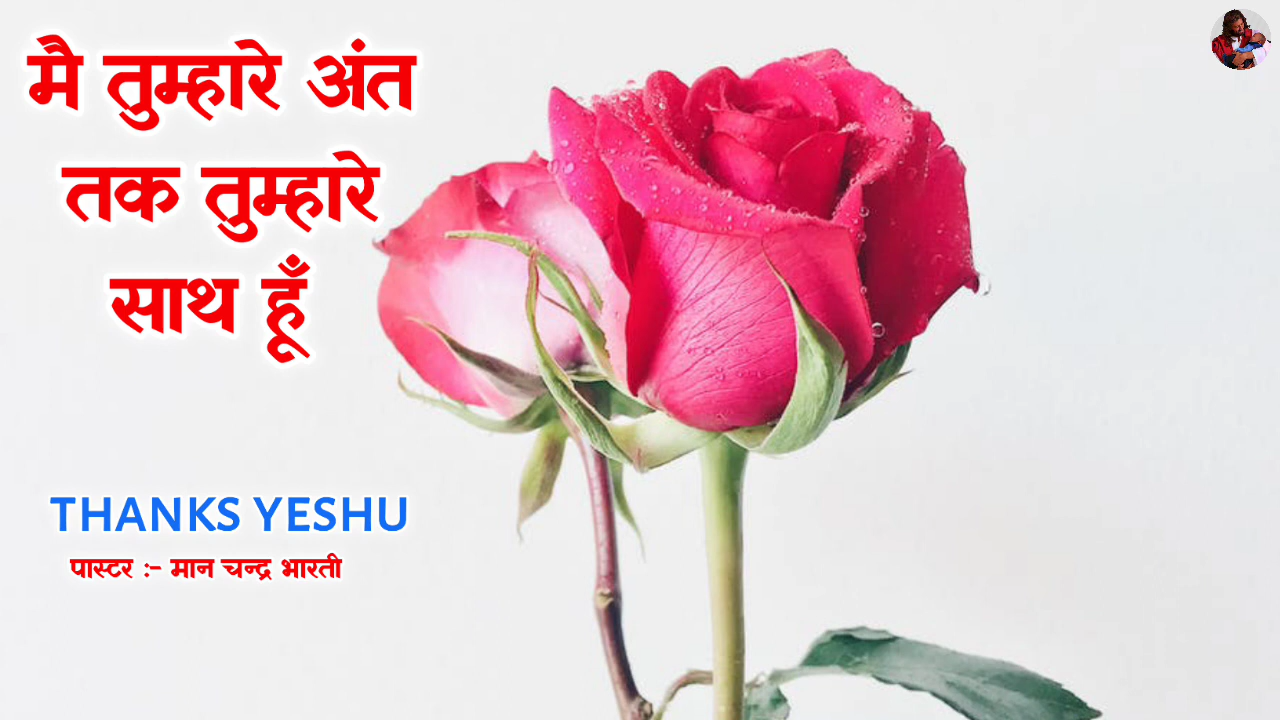 मै तुम्हारे अंत
तक तुम्हारे
साथ हूँ
THANKS YESHU
पास्टर :- मान चन्द्र भारती